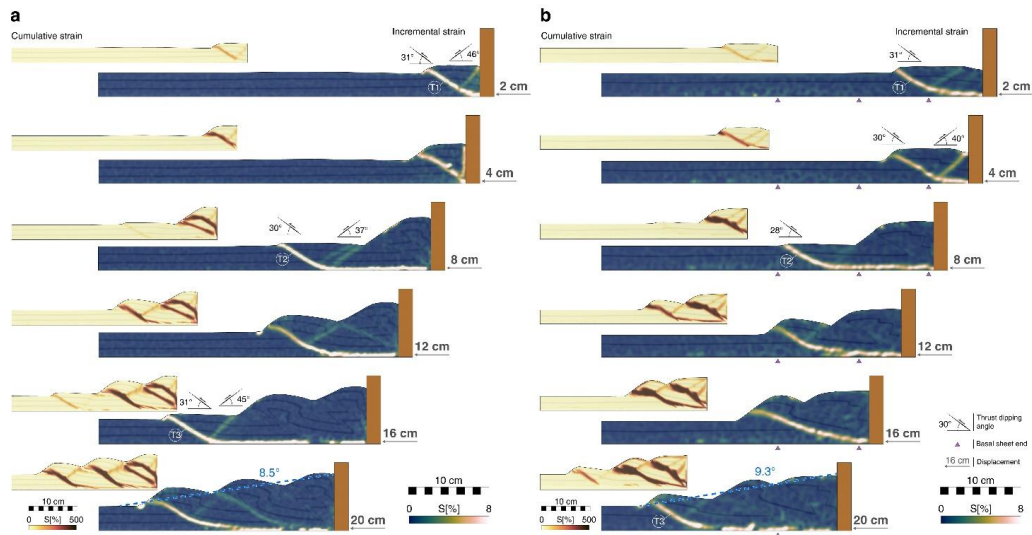 a
Cumulative strain
Incremental strain
31°
46°
T1
2 cm
4 cm
30°
37°
T2
8 cm
12 cm
31°
45°
T3
16 cm
8.5°
10 cm
0 S[%] 500
10 cm
0 S[%] 8
20 cm
b
Cumulative strain
Incremental strain
31°
T1
2 cm
30°
40°
4 cm
28°
T2
8 cm
12 cm
16 cm
30°
Thrust dipping
angle
Basal sheet end
16 cm
Displacement
9.3°
T3
10 cm
0 S[%] 500
10 cm
0 S[%] 8
20 cm